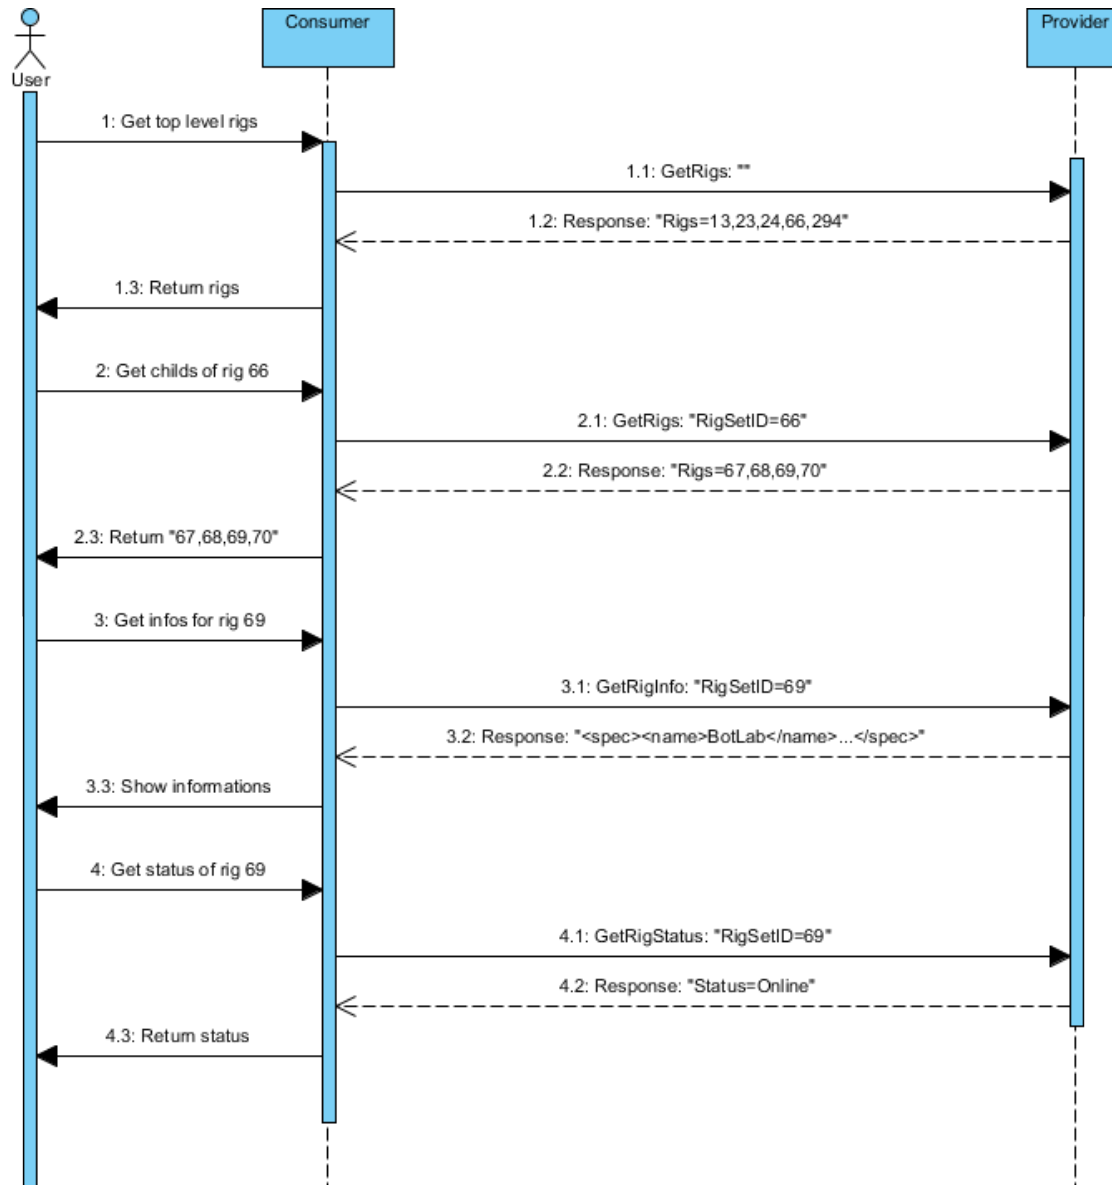 Consumer
Provider
User
1: Get top level rigs
1.1: GetRigs: ""
1.2: Response: "Rigs=13,23,24,66,294"
1.3: Return rigs
2: Get childs of rig 66
2.1: GetRigs: "RigSetID=66"
2.2: Response: "Rigs=67,68,69,70"
2.3: Return "67,68,69,70"
3: Get infos for rig 69
3.1: GetRigInfo: "RigSetID=69"
3.2: Response: "<spec><name>BotLab</name>...</spec>"
3.3: Show informations
4: Get status of rig 69
4.1: GetRigStatus: "RigSetID=69"
4.2: Response: "Status=Online"
4.3: Return status